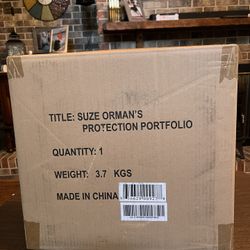 TITLE: SUZE ORMAN'S
PROTECTION PORTFOLIO
QUANTITY: 1
WEIGHT: 3.7 KGS
MADE IN CHINA